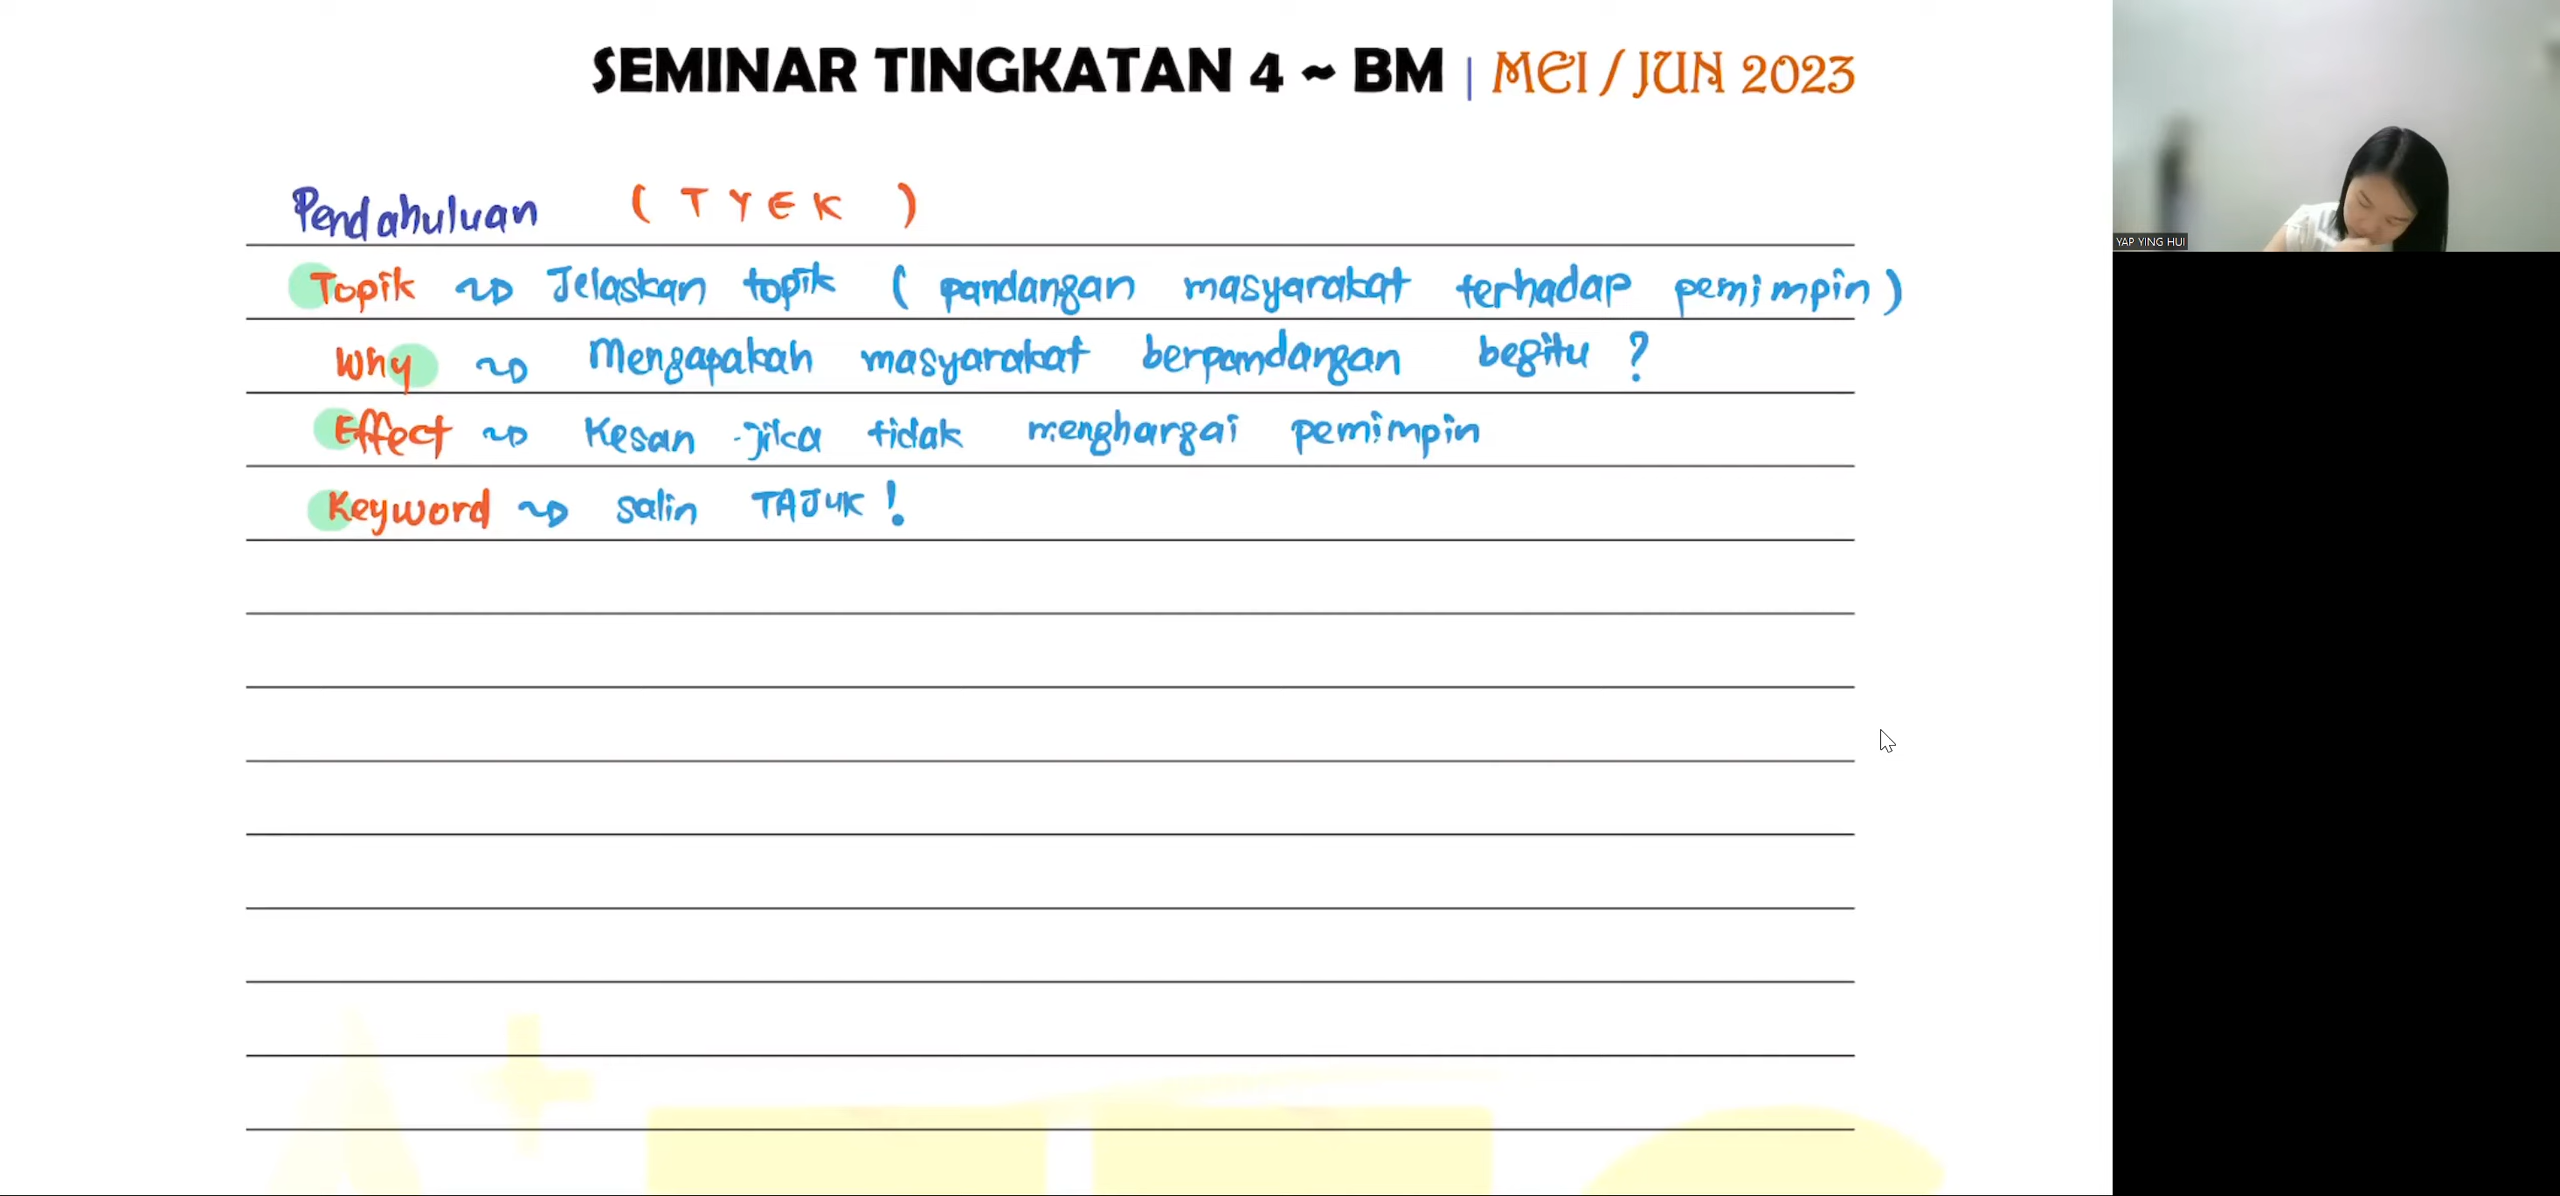 SEMINAR TINGKATAN 4 ~ BM | MEI / JUN 2023
YAP YING HUI
Pendahuluan ( T Y E K )
Topik ~> Jelaskan topik ( pandangan masyarakat terhadap pemimpin )
Why ~> Mengapakah masyarakat berpandangan begitu ?
Effect ~> Kesan jika tidak menghargai pemimpin
Keyword ~> salin TAJUK !